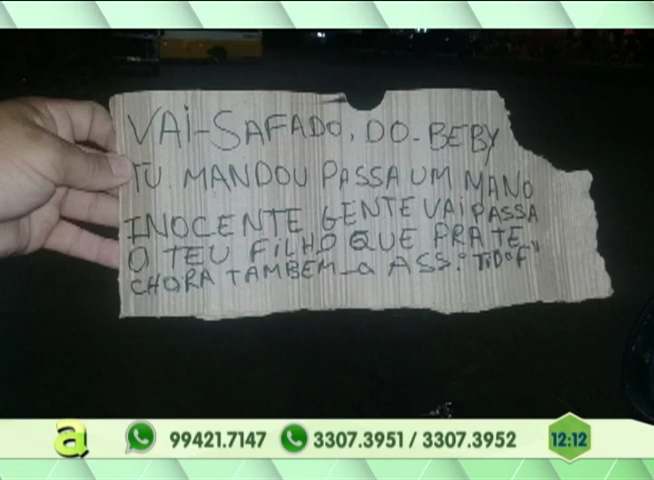 VAI-SAFADO, DO-BEBY
TU MANDOU PASSA UM MANO
INOCENTE GENTE VAI PASSA
O TEU FILHO QUE PRA TE
CHORA TAMBEM_a ASS:
a 99421.7147 3307.3951 / 3307.3952 12:12